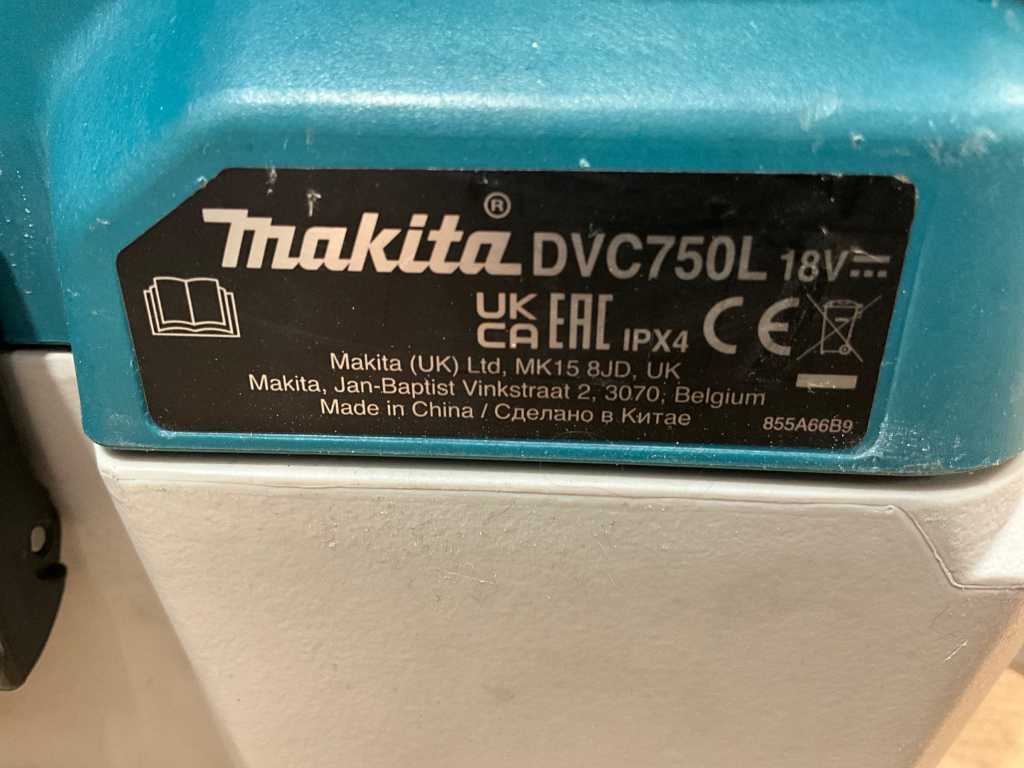 makita® DVC750L 18V
UK CA EAC IPX4 CE
Makita (UK) Ltd, MK15 8JD, UK
Makita, Jan-Baptist Vinkstraat 2, 3070, Belgium
Made in China / Сделано в Китае
855A66B9